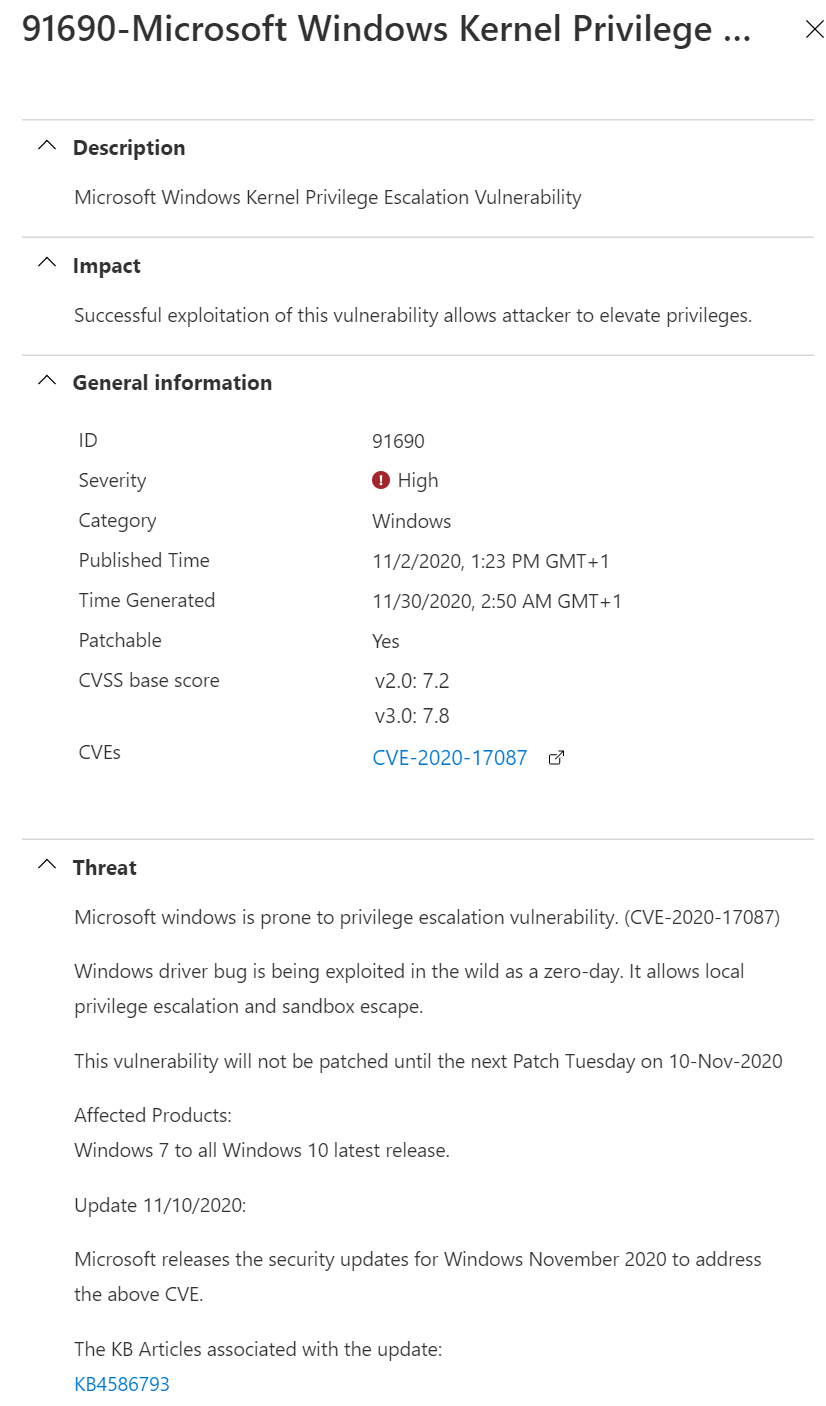 91690-Microsoft Windows Kernel Privilege ...
Description
Microsoft Windows Kernel Privilege Escalation Vulnerability
Impact
Successful exploitation of this vulnerability allows attacker to elevate privileges.
General information
ID 91690
Severity High
Category Windows
Published Time 11/2/2020, 1:23 PM GMT+1
Time Generated 11/30/2020, 2:50 AM GMT+1
Patchable Yes
CVSS base score v2.0: 7.2
v3.0: 7.8
CVEs CVE-2020-17087
Threat
Microsoft windows is prone to privilege escalation vulnerability. (CVE-2020-17087)
Windows driver bug is being exploited in the wild as a zero-day. It allows local
privilege escalation and sandbox escape.
This vulnerability will not be patched until the next Patch Tuesday on 10-Nov-2020
Affected Products:
Windows 7 to all Windows 10 latest release.
Update 11/10/2020:
Microsoft releases the security updates for Windows November 2020 to address
the above CVE.
The KB Articles associated with the update:
KB4586793